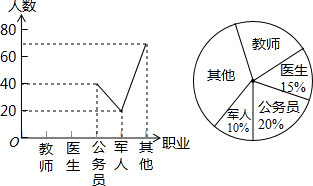 人数
80
60
40
20
O
教师
医生
公务员
军人
其他
职业
教师
其他
医生
15%
公务员
20%
军人
10%